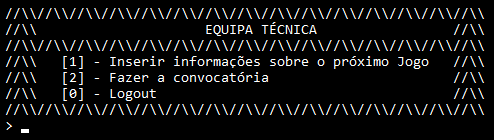 //\\//\\//\\//\\//\\//\\//\\//\\//\\//\\//\\//\\//\\//\\//\\
//\\ EQUIPA TÉCNICA //\\
//\\//\\//\\//\\//\\//\\//\\//\\//\\//\\//\\//\\//\\//\\//\\
//\\ [1] - Inserir informações sobre o próximo Jogo //\\
//\\ [2] - Fazer a convocatória //\\
//\\ [0] - Logout //\\
//\\//\\//\\//\\//\\//\\//\\//\\//\\//\\//\\//\\//\\//\\//\\
> _